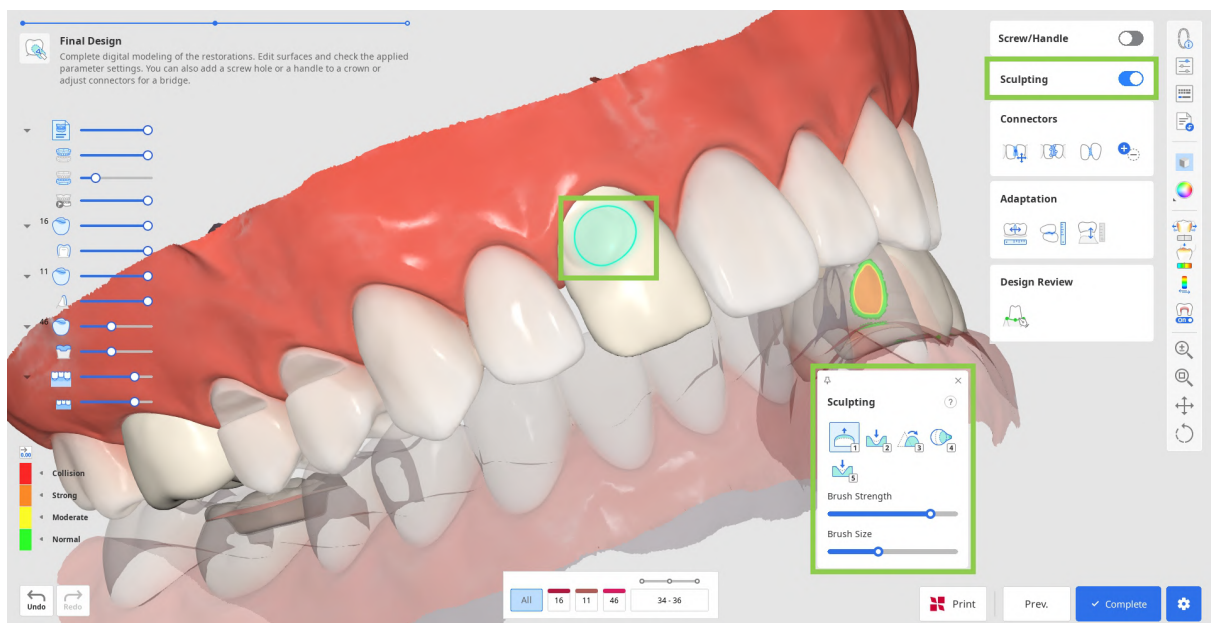 Final Design
Complete digital modeling of the restorations. Edit surfaces and check the applied
parameter settings. You can also add a screw hole or a handle to a crown or
adjust connectors for a bridge.
16
11
46
0.00
Collision
Strong
Moderate
Normal
Undo
Redo
All
16
11
46
34 - 36
Screw/Handle
Sculpting
Connectors
Adaptation
Design Review
Sculpting
?
1
2
3
4
5
Brush Strength
Brush Size
ON
Print
Prev.
Complete